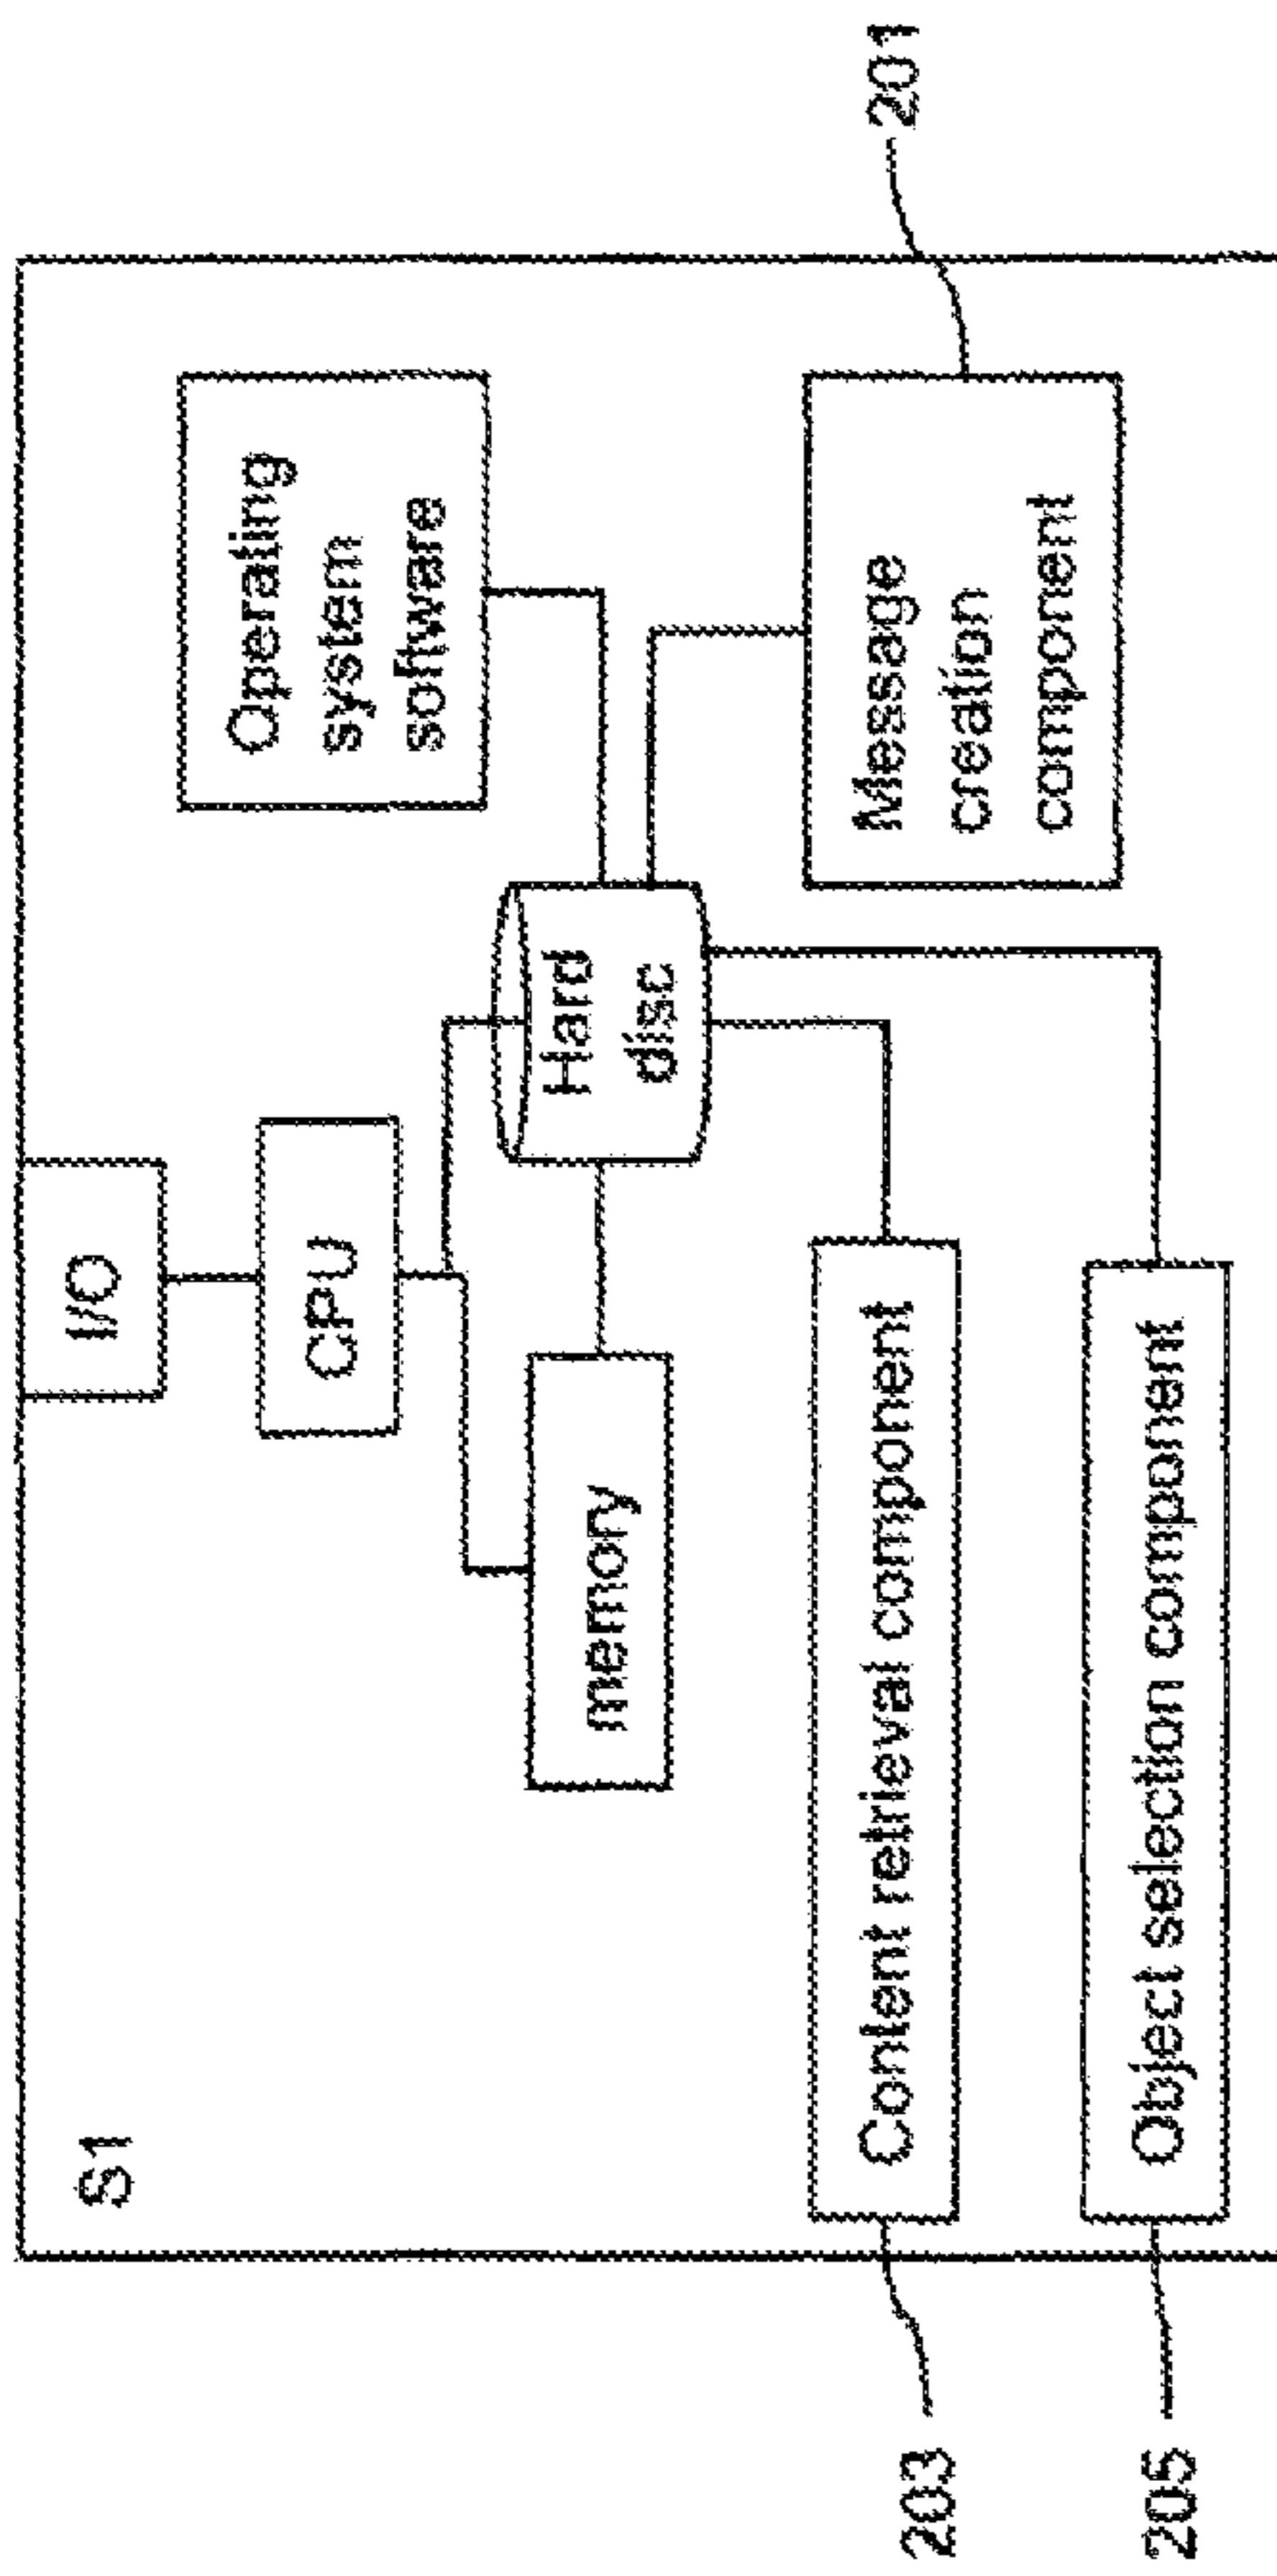 S1
I/O
CPU
Operating
system
software
memory
Hard
disc
Message
creation
component
201
203
Content retrieval component
205
Object selection component